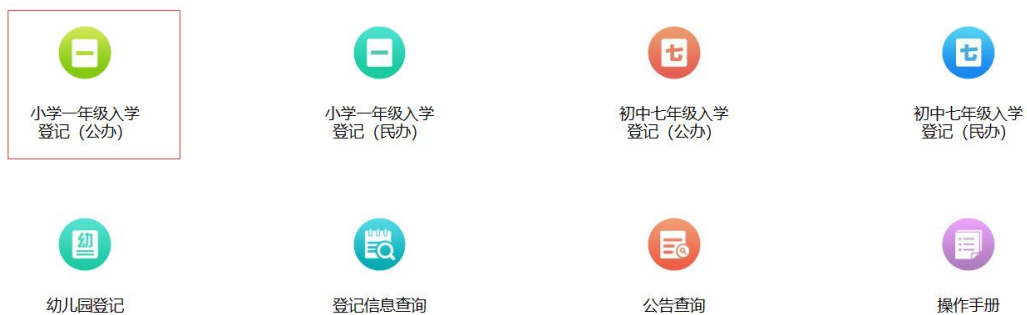 一
一
七
七
小学一年级入学
登记（公办）
小学一年级入学
登记（民办）
初中七年级入学
登记（公办）
初中七年级入学
登记（民办）
幼
幼儿园登记
登记信息查询
公告查询
操作手册